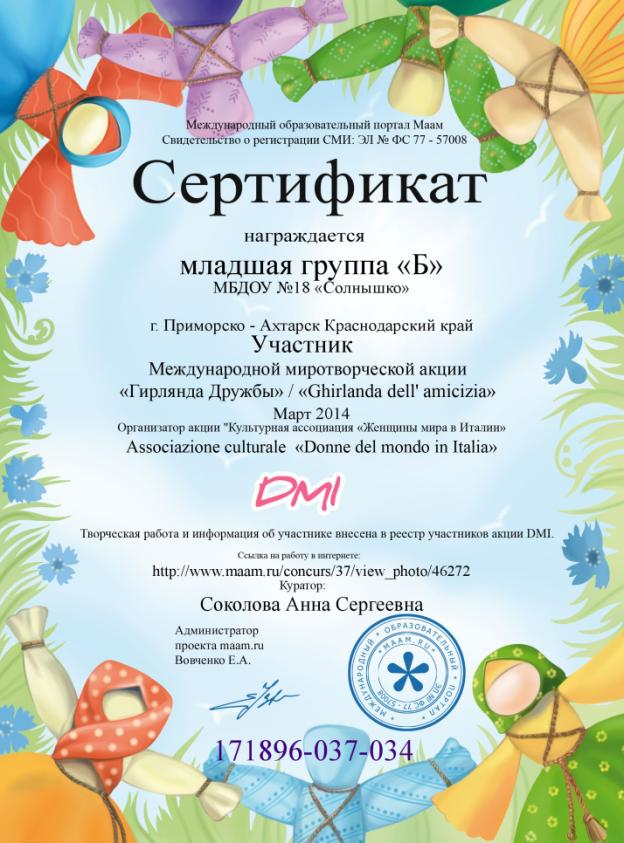 Международный образовательный портал Маам
Свидетельство о регистрации СМИ: ЭЛ № ФС 77 - 57008
Сертификат
награждается
младшая группа «Б»
МБДОУ №18 «Солнышко»
г. Приморско - Ахтарск Краснодарский край
Участник
Международной миротворческой акции
«Гирлянда Дружбы» / «Ghirlanda dell' amicizia»
Март 2014
Организатор акции "Культурная ассоциация «Женщины мира в Италии»
Associazione culturale «Donne del mondo in Italia»
DMI
Творческая работа и информация об участнике внесена в реестр участников акции DMI.
Ссылка на работу в интернете:
http://www.maam.ru/concurs/37/view_photo/46272
Куратор:
Соколова Анна Сергеевна
Администратор
проекта maam.ru
Вовченко Е.А.
МЕЖДУНАРОДНЫЙ * ОБРАЗОВАТЕЛЬНЫЙ * ПОРТАЛ
* MAAM.RU *
ЭЛ № ФС 77 - 57008
171896-037-034